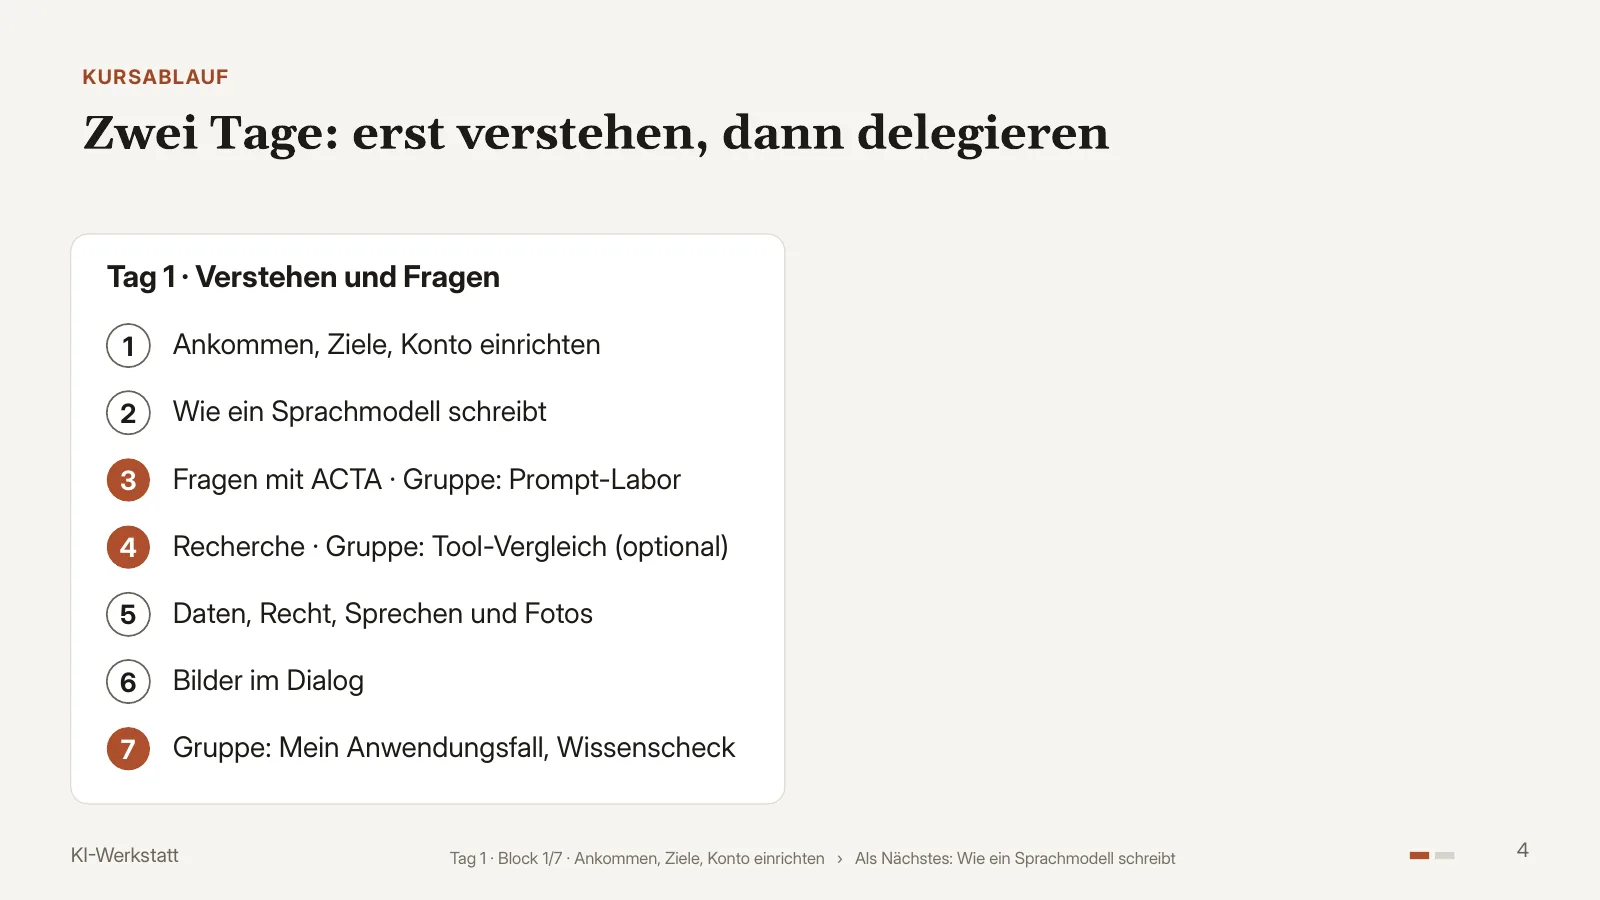 KURSABLAUF
Zwei Tage: erst verstehen, dann delegieren
Tag 1 · Verstehen und Fragen
1 Ankommen, Ziele, Konto einrichten
2 Wie ein Sprachmodell schreibt
3 Fragen mit ACTA · Gruppe: Prompt-Labor
4 Recherche · Gruppe: Tool-Vergleich (optional)
5 Daten, Recht, Sprechen und Fotos
6 Bilder im Dialog
7 Gruppe: Mein Anwendungsfall, Wissenscheck
KI-Werkstatt
Tag 1 · Block 1/7 · Ankommen, Ziele, Konto einrichten › Als Nächstes: Wie ein Sprachmodell schreibt
4